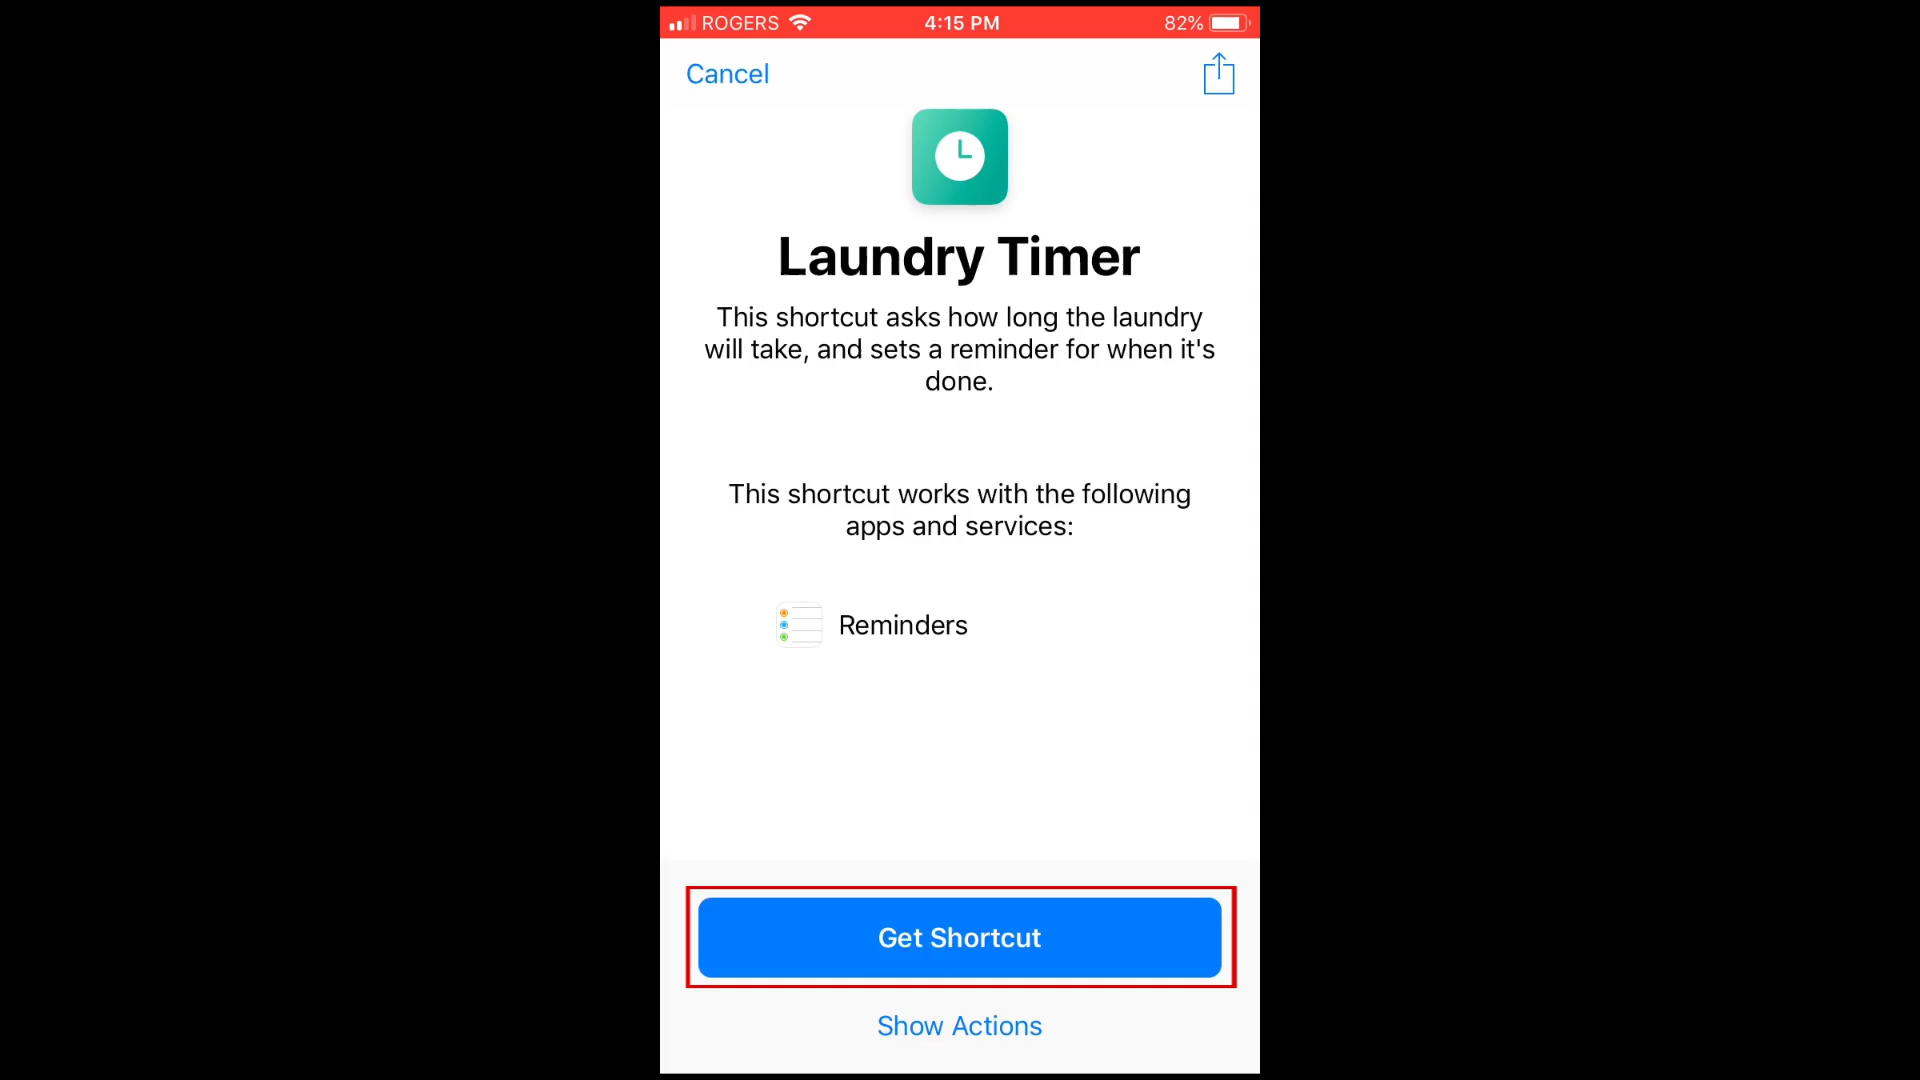 ROGERS 4:15 PM 82%
Cancel
Laundry Timer
This shortcut asks how long the laundry
will take, and sets a reminder for when it's
done.
This shortcut works with the following
apps and services:
Reminders
Get Shortcut
Show Actions